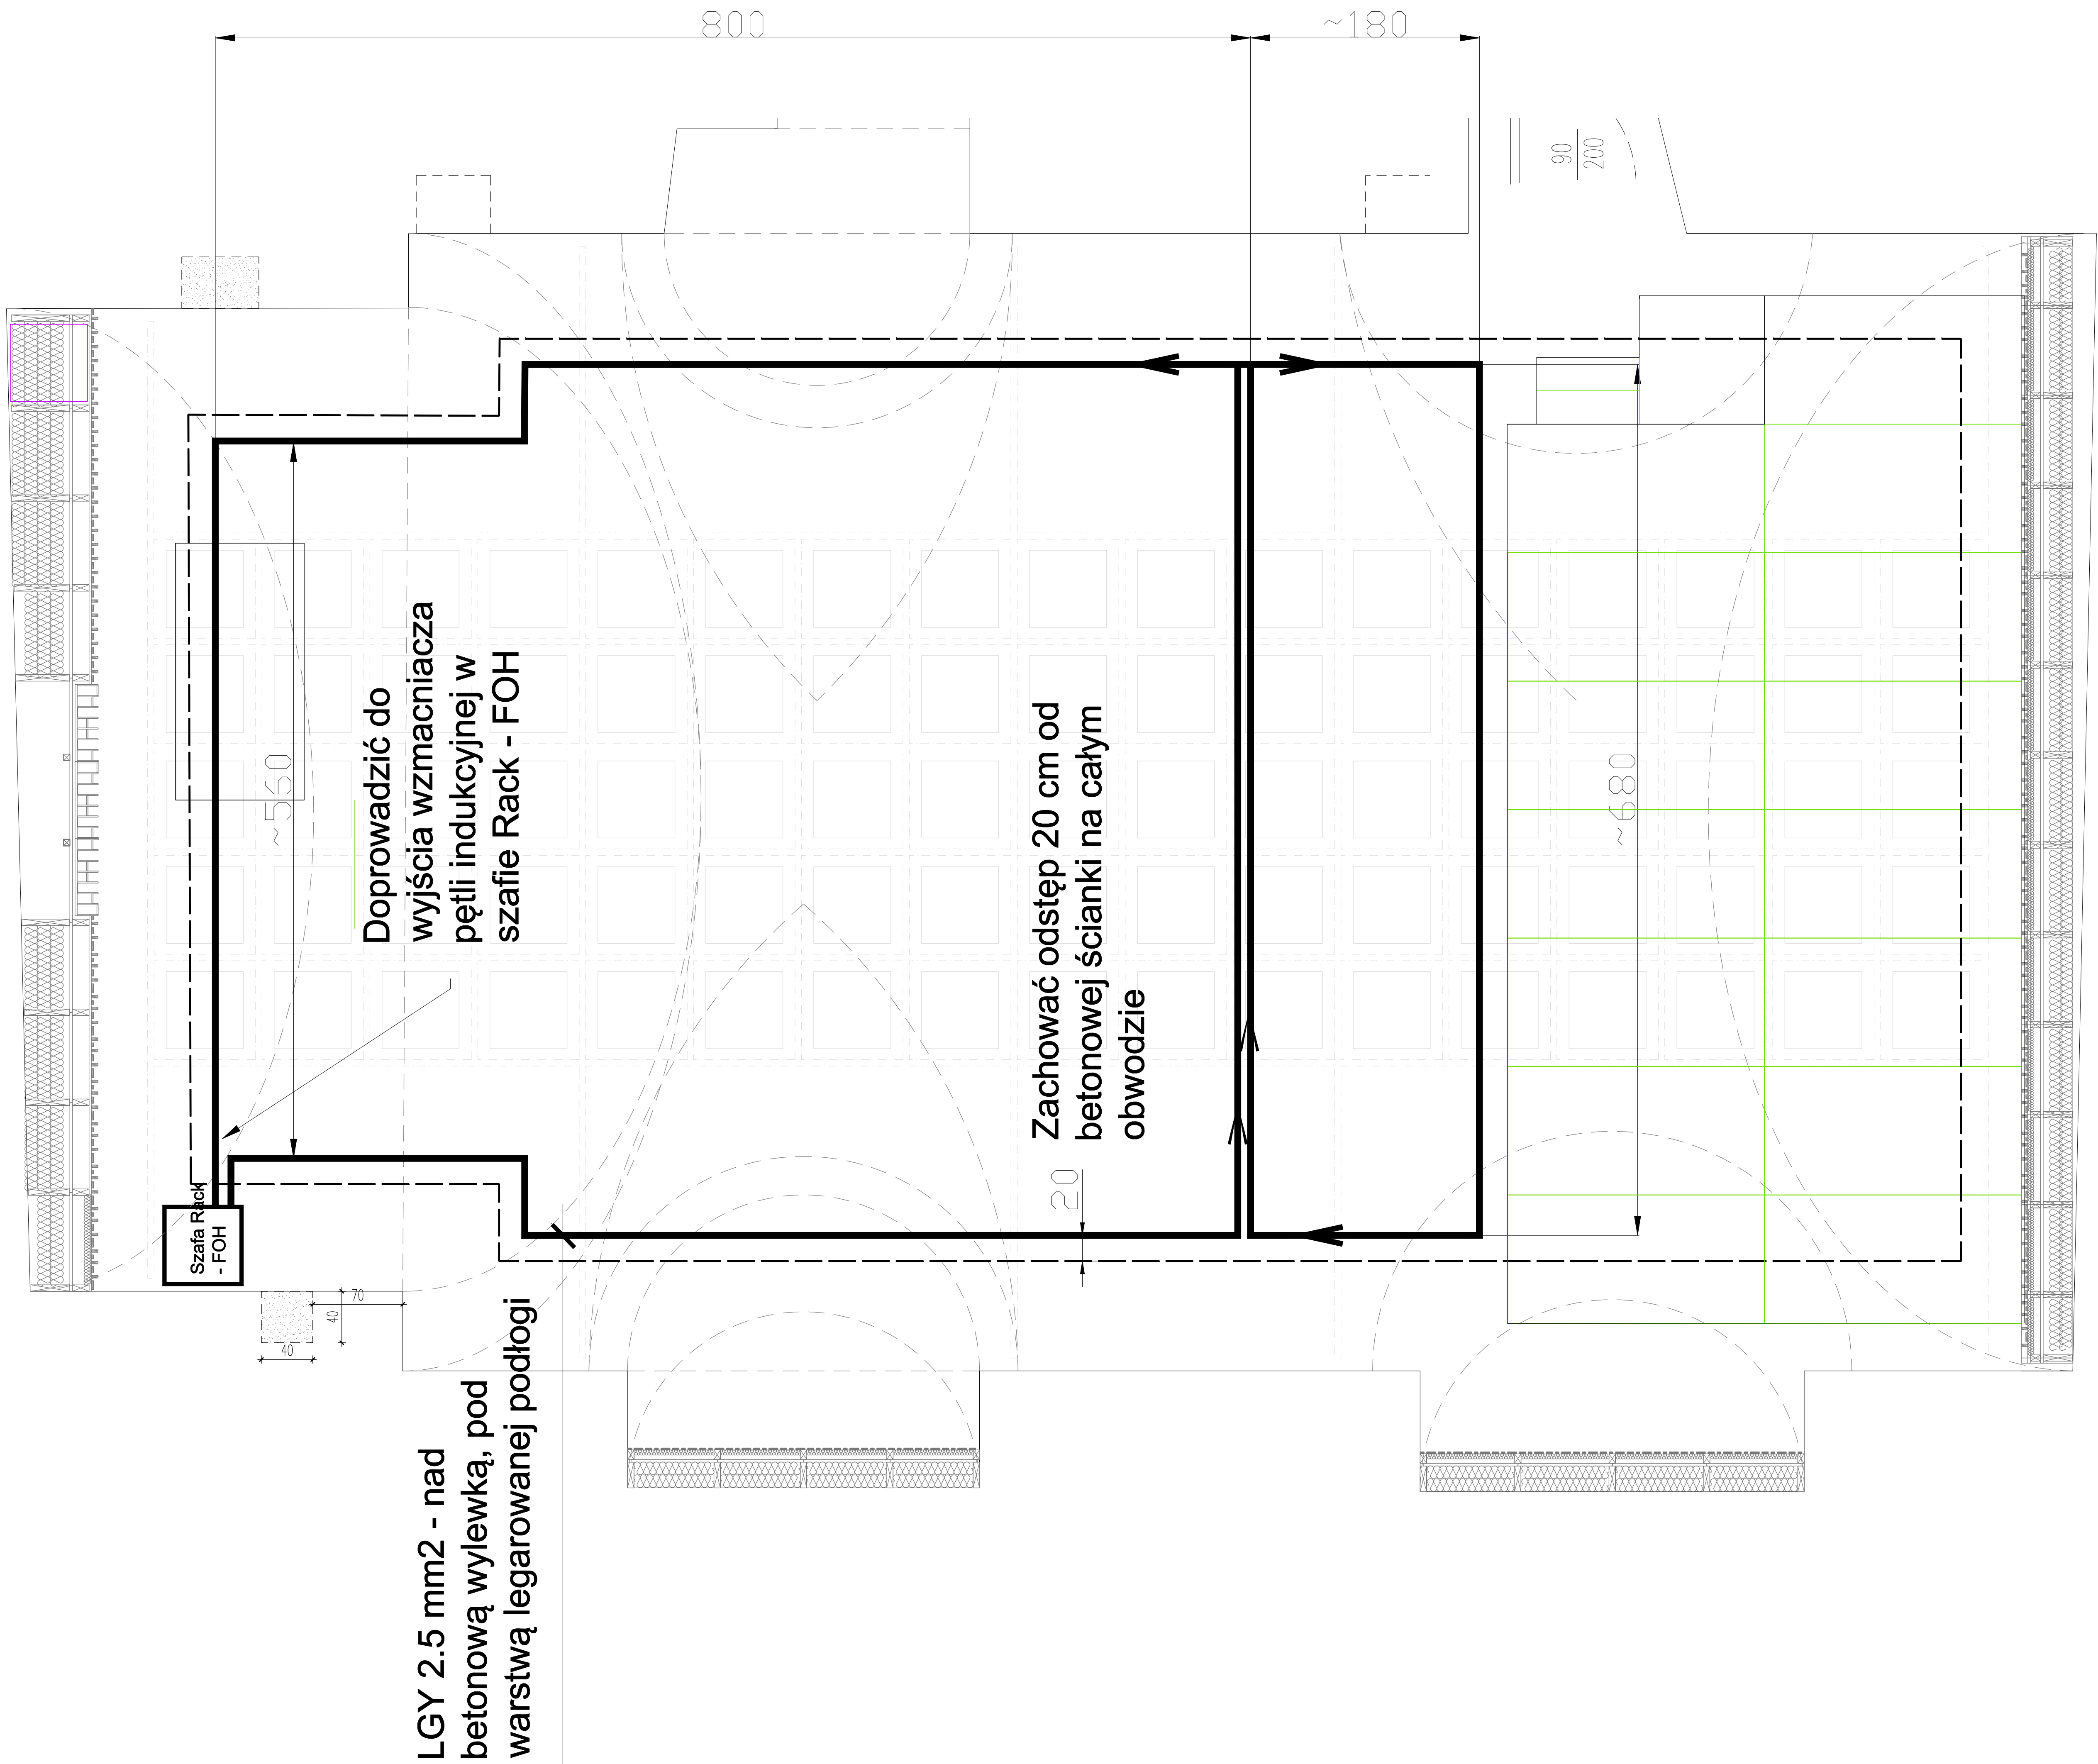 800
~180
90
200
~560
Doprowadzić do
wyjścia wzmacniacza
pętli indukcyjnej w
szafie Rack - FOH
Zachować odstęp 20 cm od
betonowej ścianki na całym
obwodzie
~680
20
Szafa Rack
- FOH
70
40
40
LGY 2.5 mm2 - nad
betonową wylewką, pod
warstwą legarowanej podłogi